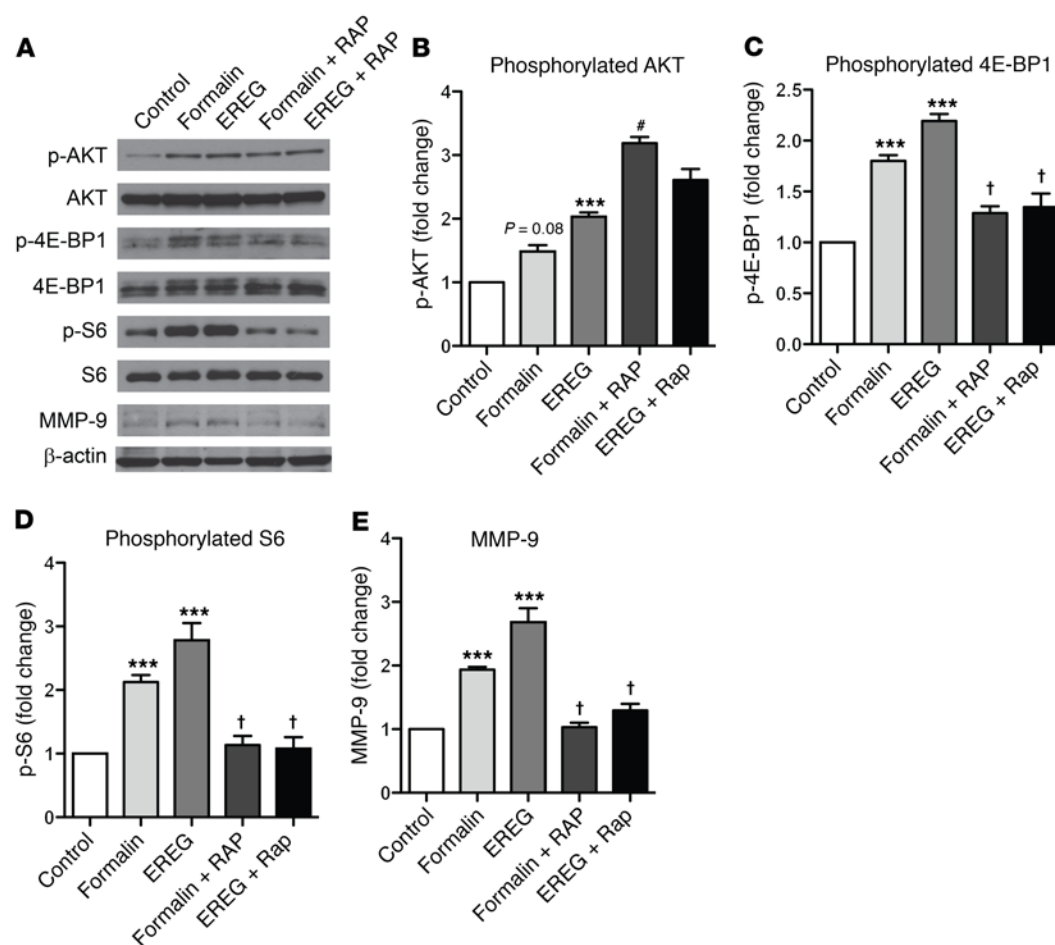 A
Control
Formalin
EREG
Formalin + RAP
EREG + RAP
p-AKT
AKT
p-4E-BP1
4E-BP1
p-S6
S6
MMP-9
β-actin
B
Phosphorylated AKT
p-AKT (fold change)
4
3
2
1
0
P = 0.08
***
#
Control
Formalin
EREG
Formalin + RAP
EREG + Rap
C
Phosphorylated 4E-BP1
p-4E-BP1 (fold change)
2.5
2.0
1.5
1.0
0.5
0.0
***
***
†
†
Control
Formalin
EREG
Formalin + RAP
EREG + Rap
D
Phosphorylated S6
p-S6 (fold change)
4
3
2
1
0
***
***
†
†
Control
Formalin
EREG
Formalin + RAP
EREG + Rap
E
MMP-9
MMP-9 (fold change)
4
3
2
1
0
***
***
†
†
Control
Formalin
EREG
Formalin + RAP
EREG + Rap